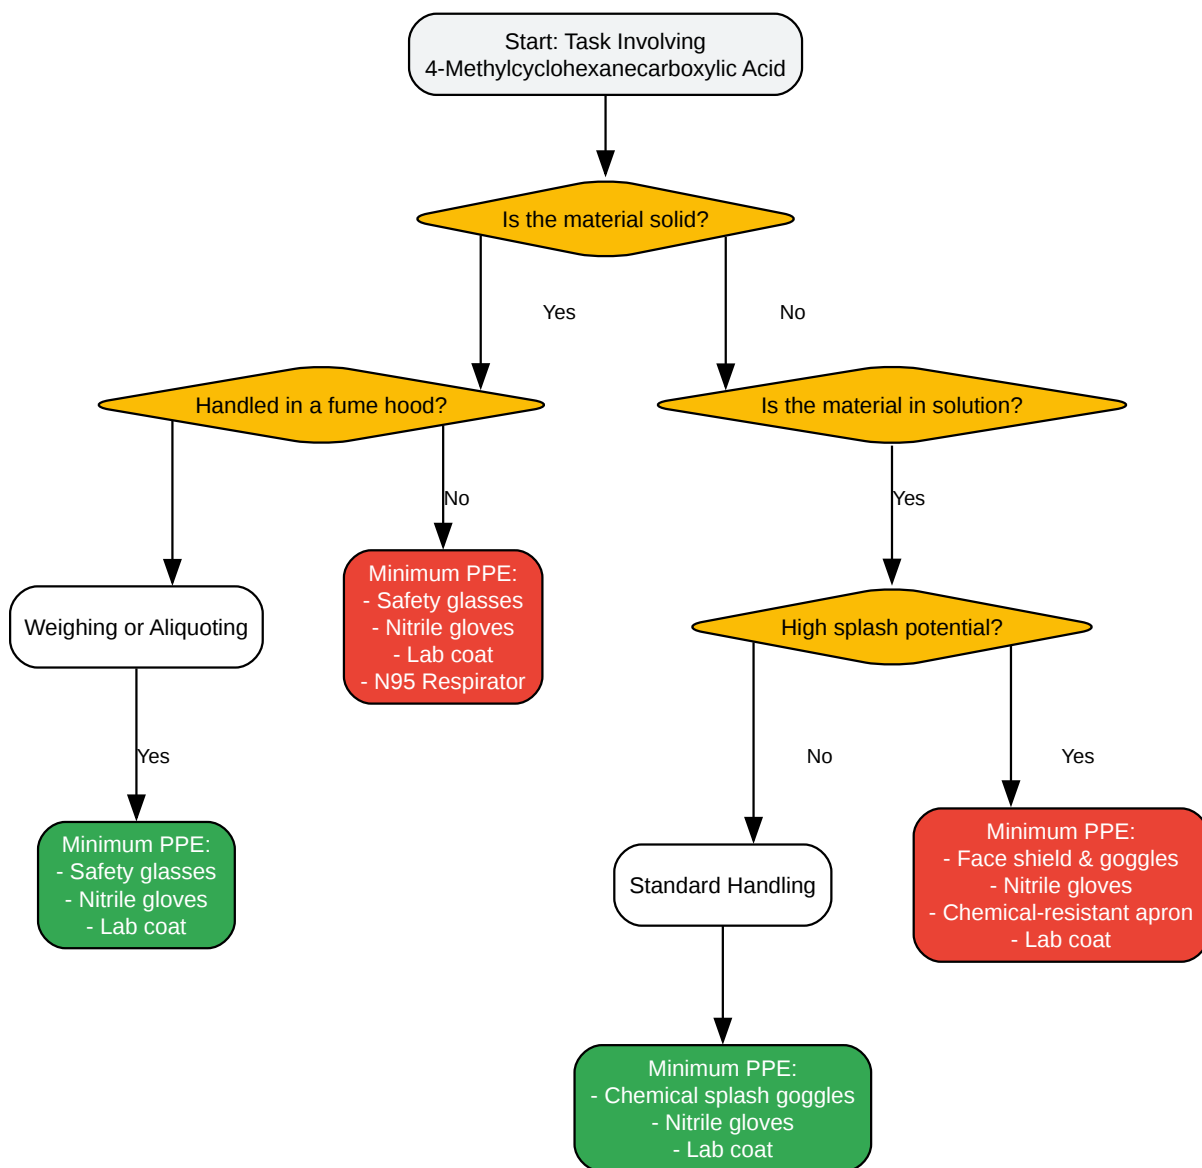 Start: Task Involving
4-Methylcyclohexanecarboxylic Acid
Is the material solid?
Yes
No
Handled in a fume hood?
Is the material in solution?
No
Yes
Minimum PPE:
- Safety glasses
- Nitrile gloves
- Lab coat
- N95 Respirator
Weighing or Aliquoting
High splash potential?
Yes
No
Yes
Minimum PPE:
- Safety glasses
- Nitrile gloves
- Lab coat
Standard Handling
Minimum PPE:
- Face shield & goggles
- Nitrile gloves
- Chemical-resistant apron
- Lab coat
Minimum PPE:
- Chemical splash goggles
- Nitrile gloves
- Lab coat